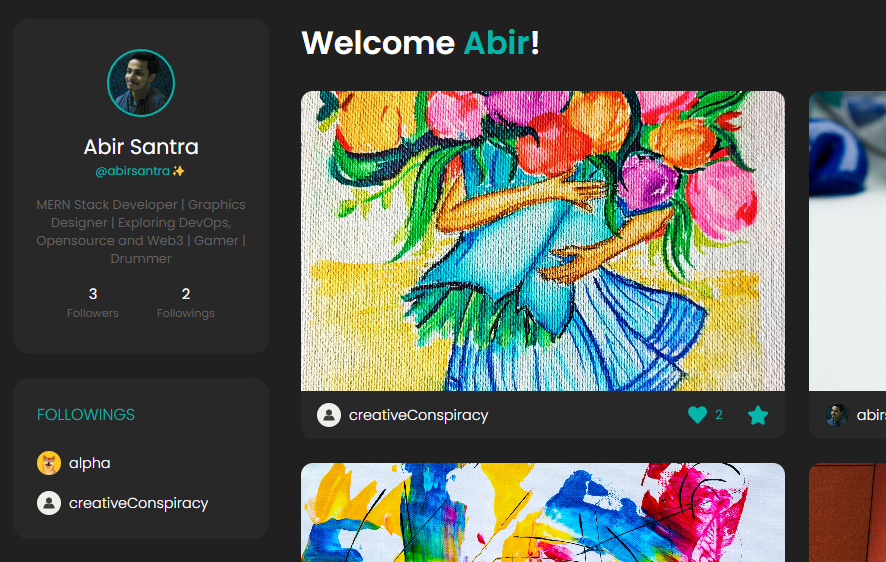 Welcome Abir!
Abir Santra
@abirsantra✨
MERN Stack Developer | Graphics
Designer | Exploring DevOps,
Opensource and Web3 | Gamer |
Drummer
3
2
Followers
Followings
FOLLOWINGS
alpha
creativeConspiracy
creativeConspiracy
2